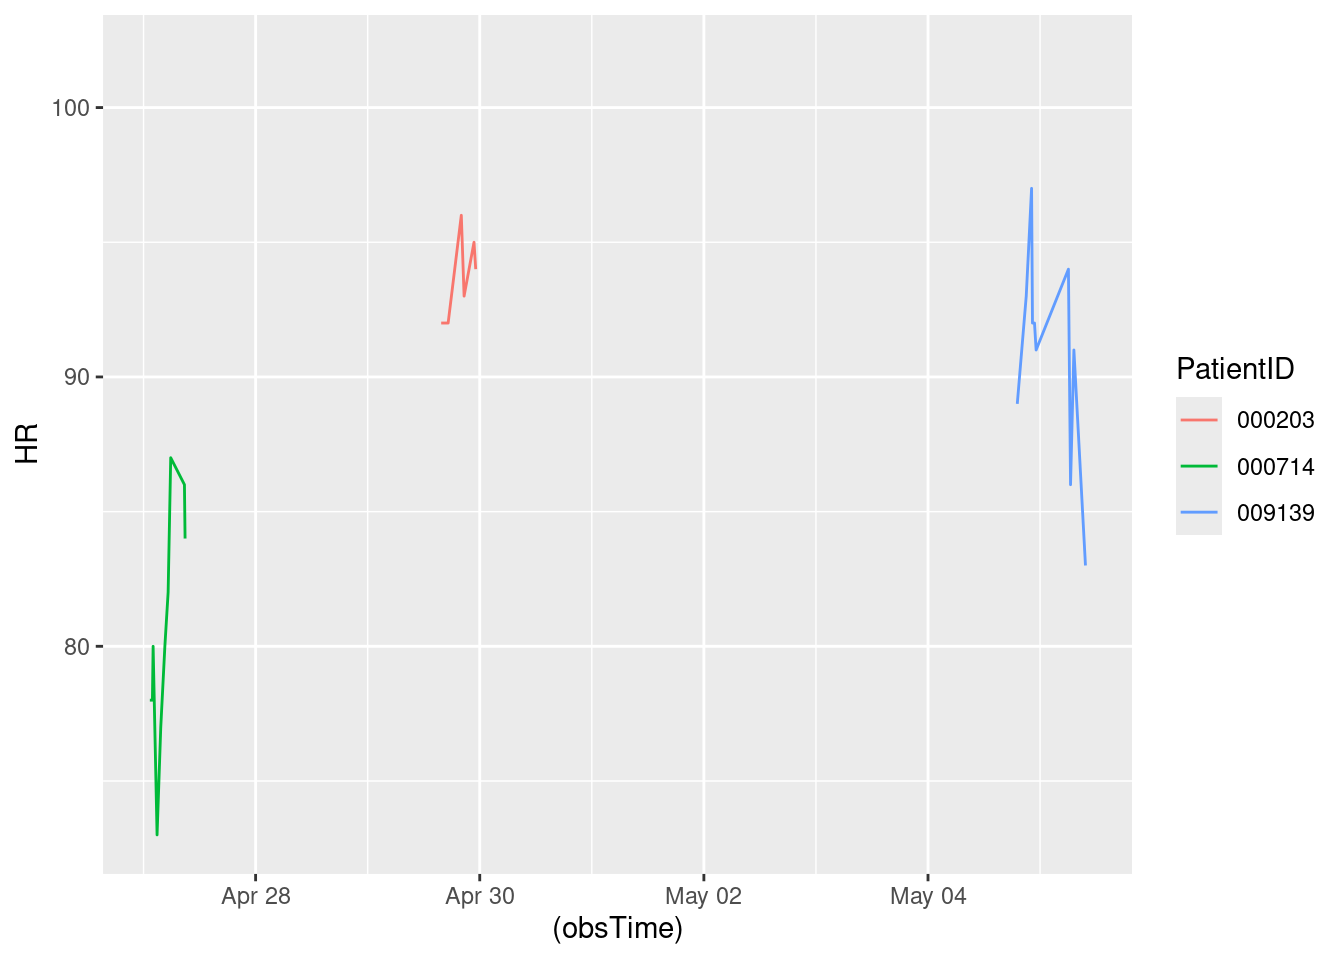 100
90
80
HR
Apr 28
Apr 30
May 02
May 04
(obsTime)
PatientID
000203
000714
009139